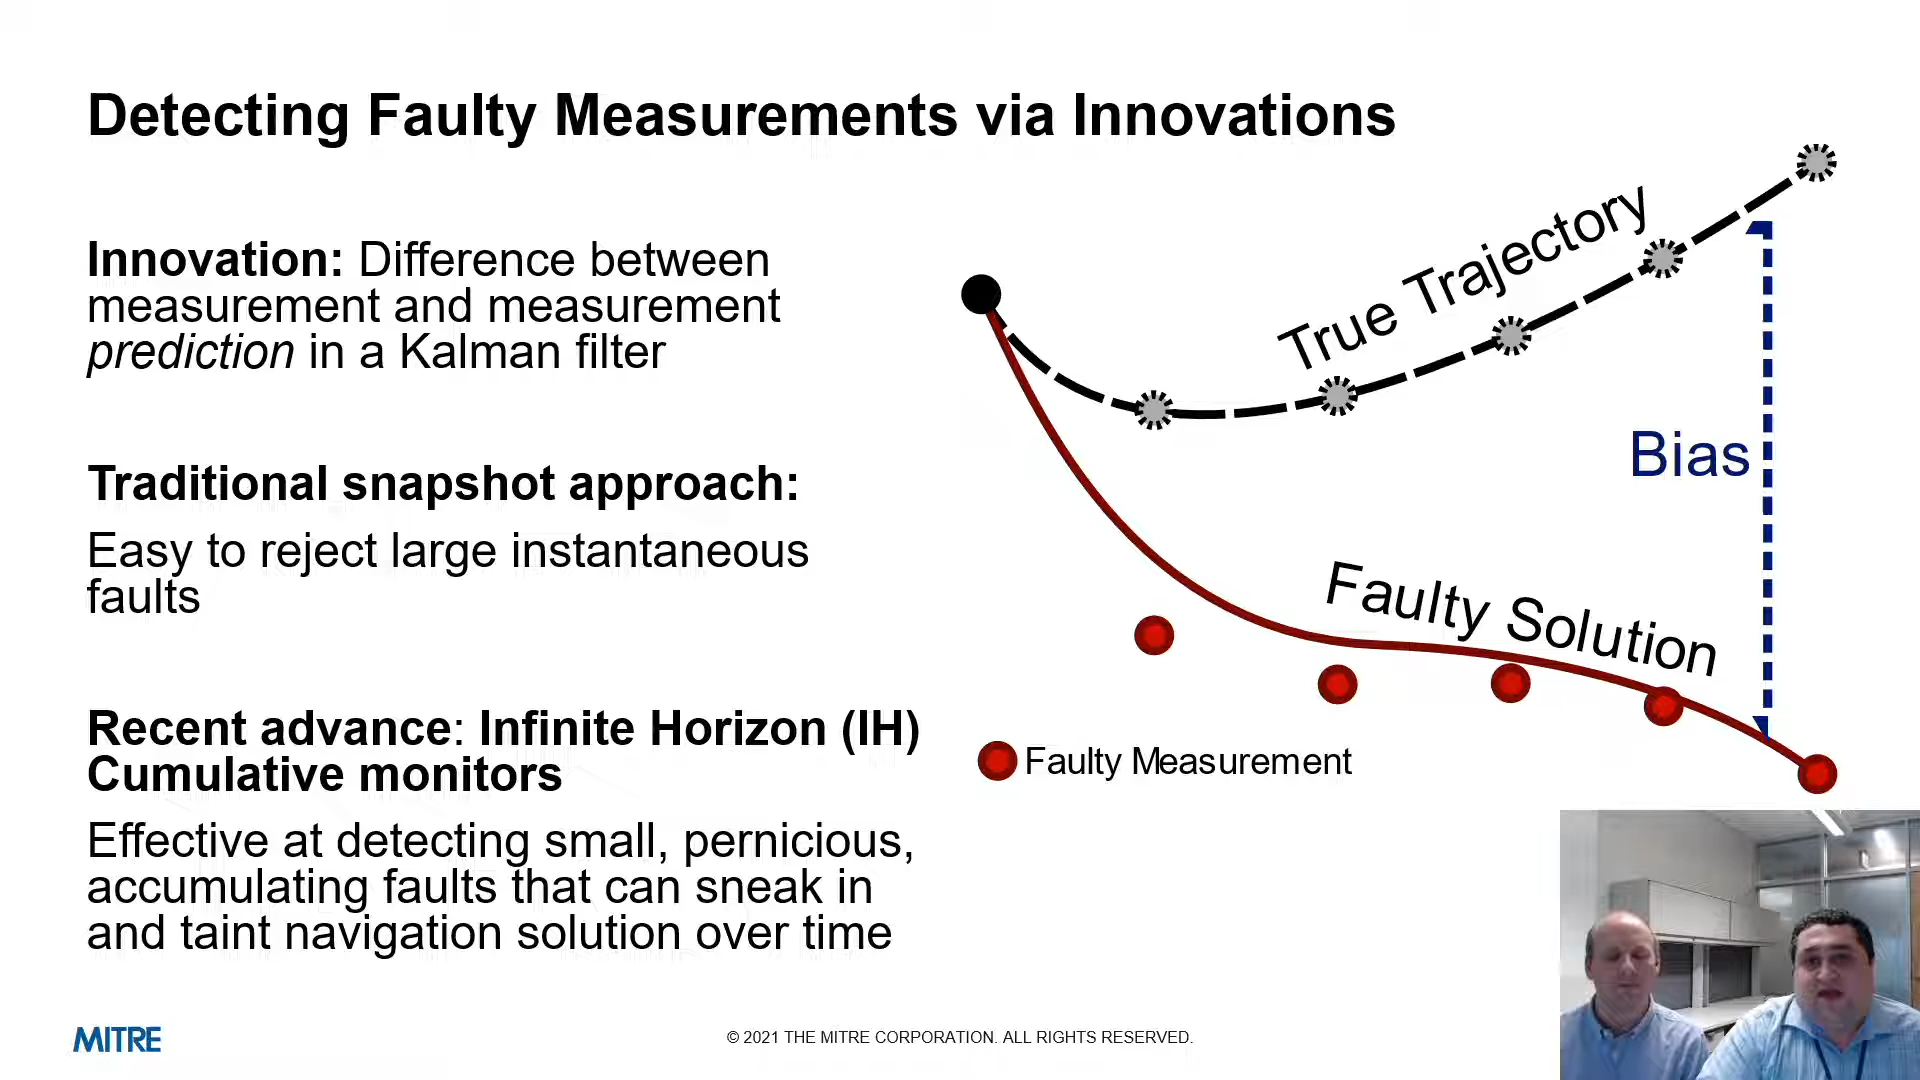 Detecting Faulty Measurements via Innovations
Innovation: Difference between
measurement and measurement
prediction in a Kalman filter
Traditional snapshot approach:
Easy to reject large instantaneous
faults
Recent advance: Infinite Horizon (IH)
Cumulative monitors
Effective at detecting small, pernicious,
accumulating faults that can sneak in
and taint navigation solution over time
True Trajectory
Bias
Faulty Solution
Faulty Measurement
MITRE
© 2021 THE MITRE CORPORATION. ALL RIGHTS RESERVED.